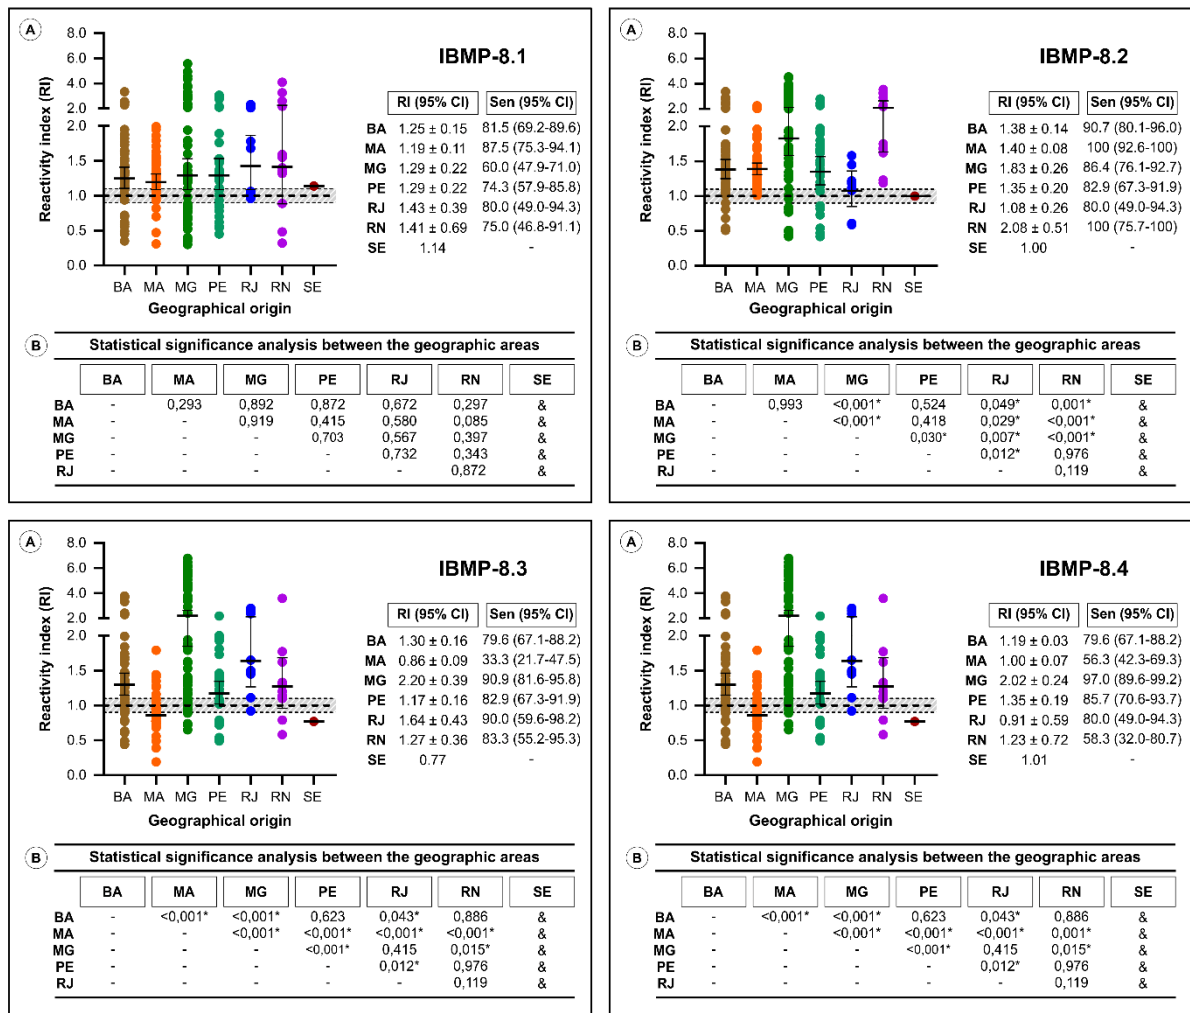 A
IBMP-8.1
Reactivity index (RI)
8.0
6.0
4.0
2.0
2.0
1.5
1.0
0.5
0.0
BA MA MG PE RJ RN SE
Geographical origin
RI (95% CI) Sen (95% CI)
BA 1.25 ± 0.15 81.5 (69.2-89.6)
MA 1.19 ± 0.11 87.5 (75.3-94.1)
MG 1.29 ± 0.22 60.0 (47.9-71.0)
PE 1.29 ± 0.22 74.3 (57.9-85.8)
RJ 1.43 ± 0.39 80.0 (49.0-94.3)
RN 1.41 ± 0.69 75.0 (46.8-91.1)
SE 1.14 -
B
Statistical significance analysis between the geographic areas
BA MA MG PE RJ RN SE
BA - 0,293 0,892 0,872 0,672 0,297 &
MA - - 0,919 0,415 0,580 0,085 &
MG - - - 0,703 0,567 0,397 &
PE - - - - 0,732 0,343 &
RJ - - - - - 0,872 &
A
IBMP-8.2
Reactivity index (RI)
8.0
6.0
4.0
2.0
2.0
1.5
1.0
0.5
0.0
BA MA MG PE RJ RN SE
Geographical origin
RI (95% CI) Sen (95% CI)
BA 1.38 ± 0.14 90.7 (80.1-96.0)
MA 1.40 ± 0.08 100 (92.6-100)
MG 1.83 ± 0.26 86.4 (76.1-92.7)
PE 1.35 ± 0.20 82.9 (67.3-91.9)
RJ 1.08 ± 0.26 80.0 (49.0-94.3)
RN 2.08 ± 0.51 100 (75.7-100)
SE 1.00 -
B
Statistical significance analysis between the geographic areas
BA MA MG PE RJ RN SE
BA - 0,993 <0,001* 0,524 0,049* 0,001* &
MA - - <0,001* 0,418 0,029* <0,001* &
MG - - - 0,030* 0,007* <0,001* &
PE - - - - 0,012* 0,976 &
RJ - - - - - 0,119 &
A
IBMP-8.3
Reactivity index (RI)
8.0
6.0
4.0
2.0
2.0
1.5
1.0
0.5
0.0
BA MA MG PE RJ RN SE
Geographical origin
RI (95% CI) Sen (95% CI)
BA 1.30 ± 0.16 79.6 (67.1-88.2)
MA 0.86 ± 0.09 33.3 (21.7-47.5)
MG 2.20 ± 0.39 90.9 (81.6-95.8)
PE 1.17 ± 0.16 82.9 (67.3-91.9)
RJ 1.64 ± 0.43 90.0 (59.6-98.2)
RN 1.27 ± 0.36 83.3 (55.2-95.3)
SE 0.77 -
B
Statistical significance analysis between the geographic areas
BA MA MG PE RJ RN SE
BA - <0,001* <0,001* 0,623 0,043* 0,886 &
MA - - <0,001* <0,001* <0,001* <0,001* &
MG - - - <0,001* 0,415 0,015* &
PE - - - - 0,012* 0,976 &
RJ - - - - - 0,119 &
A
IBMP-8.4
Reactivity index (RI)
8.0
6.0
4.0
2.0
2.0
1.5
1.0
0.5
0.0
BA MA MG PE RJ RN SE
Geographical origin
RI (95% CI) Sen (95% CI)
BA 1.19 ± 0.03 79.6 (67.1-88.2)
MA 1.00 ± 0.07 56.3 (42.3-69.3)
MG 2.02 ± 0.24 97.0 (89.6-99.2)
PE 1.35 ± 0.19 85.7 (70.6-93.7)
RJ 0.91 ± 0.59 80.0 (49.0-94.3)
RN 1.23 ± 0.72 58.3 (32.0-80.7)
SE 1.01 -
B
Statistical significance analysis between the geographic areas
BA MA MG PE RJ RN SE
BA - <0,001* <0,001* 0,623 0,043* 0,886 &
MA - - <0,001* <0,001* <0,001* 0,001* &
MG - - - <0,001* 0,415 0,015* &
PE - - - - 0,012* 0,976 &
RJ - - - - - 0,119 &